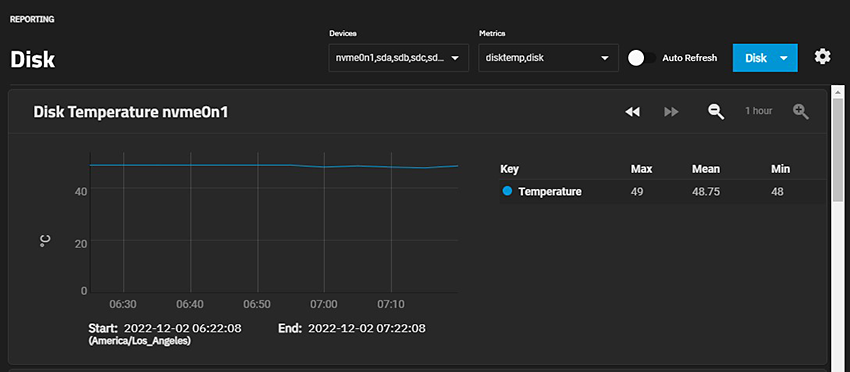 REPORTING
Disk
Devices
nvme0n1,sda,sdb,sdc,sd...
Metrics
disktemp,disk
Auto Refresh
Disk
Disk Temperature nvme0n1
1 hour
Key Max Mean Min
Temperature 49 48.75 48
°C
40
20
0
06:30 06:40 06:50 07:00 07:10
Start: 2022-12-02 06:22:08 End: 2022-12-02 07:22:08
(America/Los_Angeles)